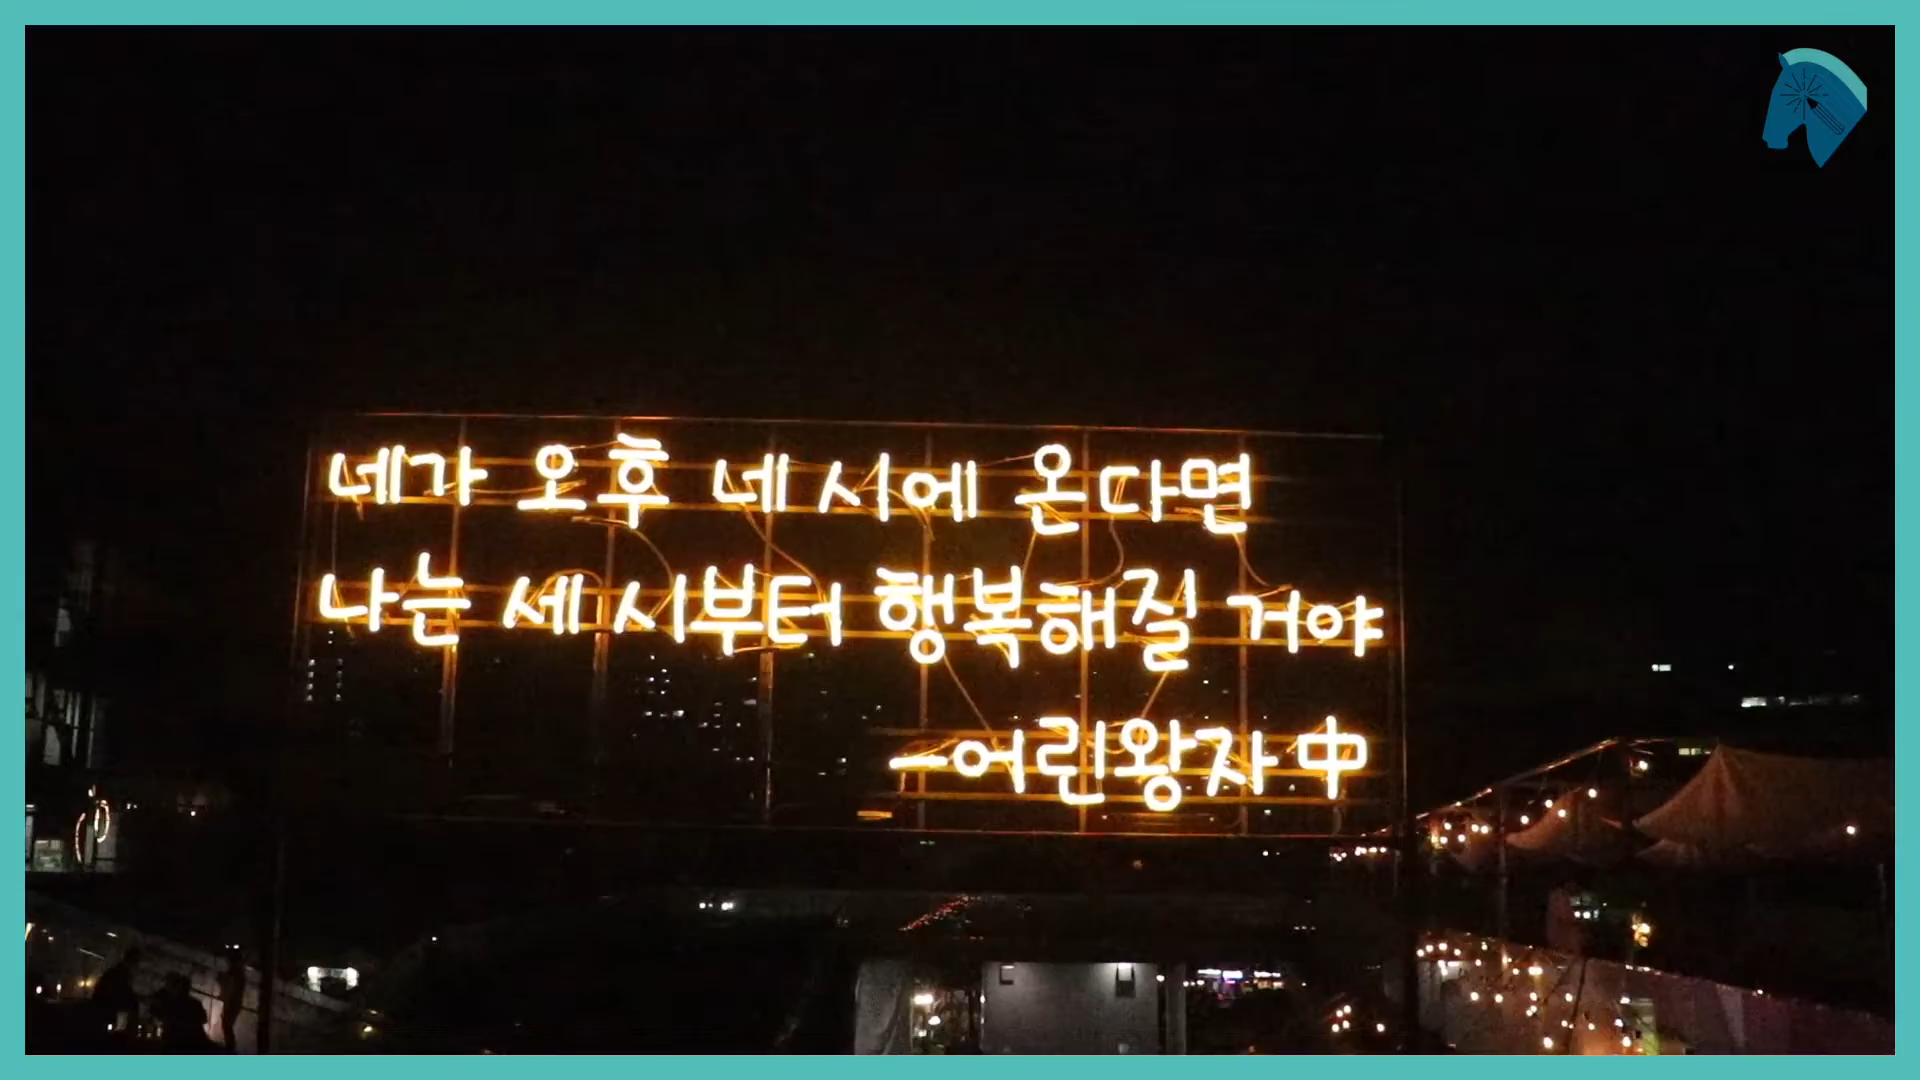 네가 오후 네 시에 온다면
나는 세 시부터 행복해질 거야
-어린왕자 中